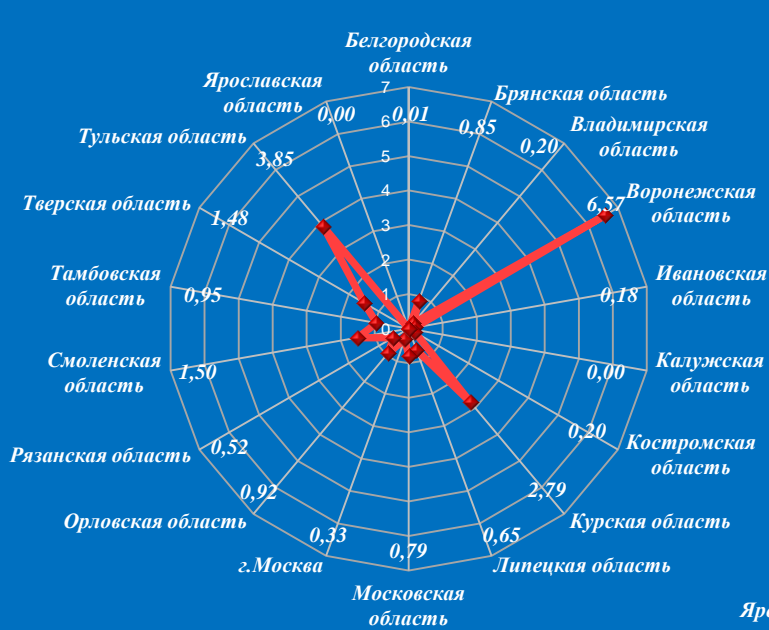 Белгородская
область
Ярославская
область
Брянская область
Тульская область
Владимирская
область
Тверская область
Воронежская
область
Тамбовская
область
Ивановская
область
Смоленская
область
Калужская
область
Рязанская область
Костромская
область
Орловская область
Курская область
г.Москва
Липецкая область
Московская
область
7
6
5
4
3
2
1
0
0,01
0,85
0,20
6,57
0,18
0,00
0,20
2,79
0,65
0,79
0,33
0,92
0,52
1,50
0,95
1,48
3,85
0,00